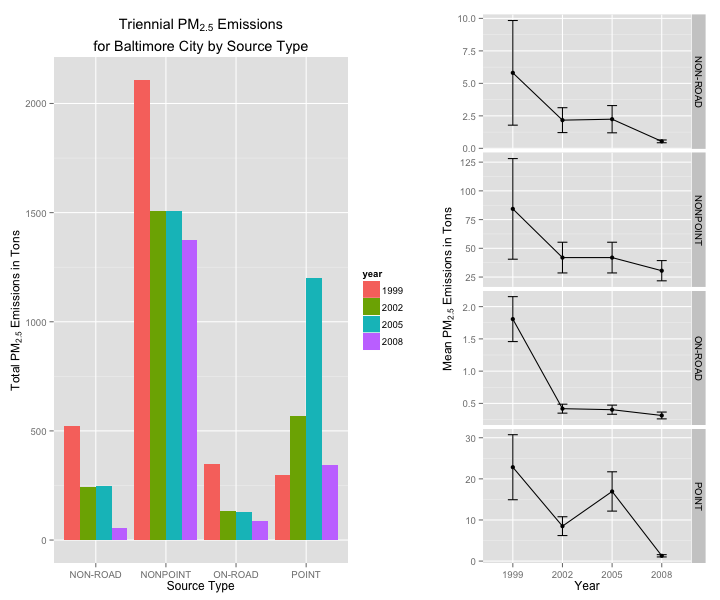 Triennial PM2.5 Emissions
for Baltimore City by Source Type
Total PM2.5 Emissions in Tons
2000
1500
1000
500
0
NON-ROAD
NONPOINT
ON-ROAD
POINT
Source Type
year
1999
2002
2005
2008
Mean PM2.5 Emissions in Tons
10.0
7.5
5.0
2.5
0.0
NON-ROAD
125
100
75
50
25
NONPOINT
2.0
1.5
1.0
0.5
ON-ROAD
30
20
10
0
POINT
1999
2002
2005
2008
Year